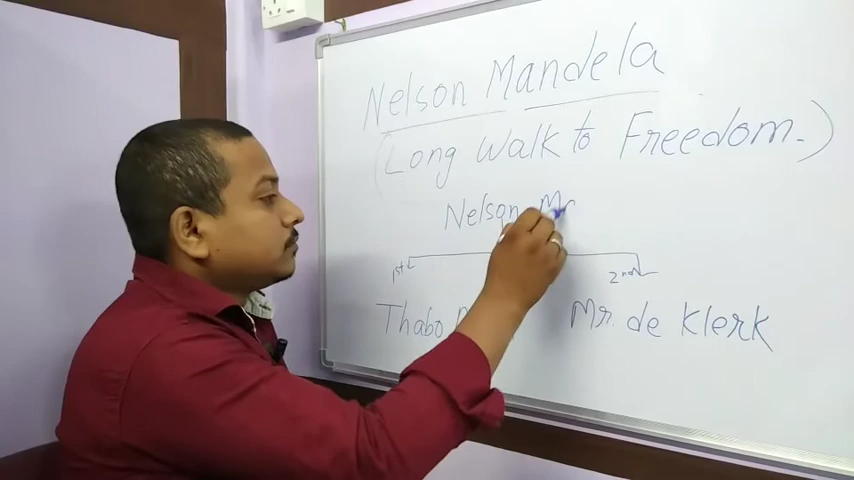 Nelson Mandela
(Long Walk to Freedom.)
Nelson
1st 2nd
Thabo Mr. de Klerk